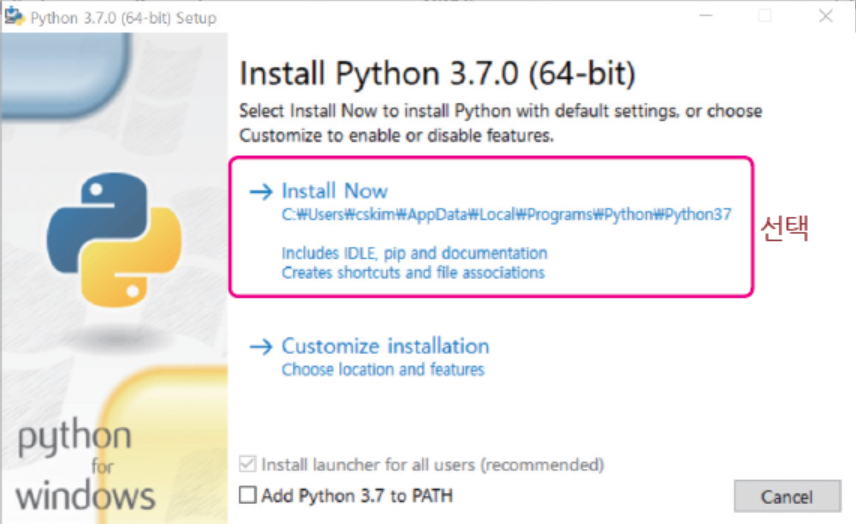 Python 3.7.0 (64-bit) Setup
Install Python 3.7.0 (64-bit)
Select Install Now to install Python with default settings, or choose
Customize to enable or disable features.
→ Install Now
C:₩Users₩cskim₩AppData₩Local₩Programs₩Python₩Python37
선택
Includes IDLE, pip and documentation
Creates shortcuts and file associations
→ Customize installation
Choose location and features
python
for
windows
Install launcher for all users (recommended)
Add Python 3.7 to PATH
Cancel